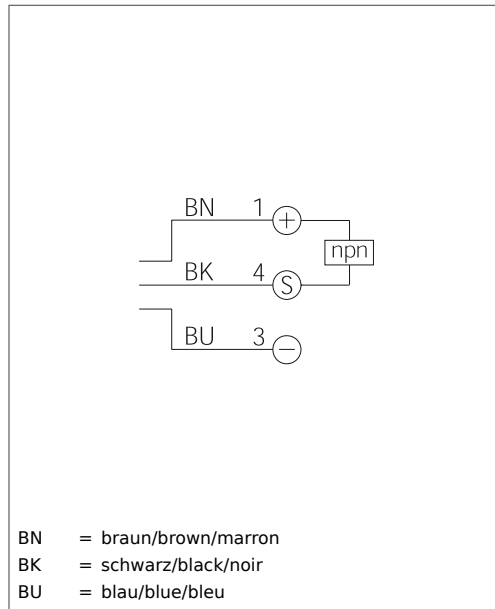 BN 1 +
npn
BK 4 S
BU 3 −
BN = braun/brown/marron
BK = schwarz/black/noir
BU = blau/blue/bleu